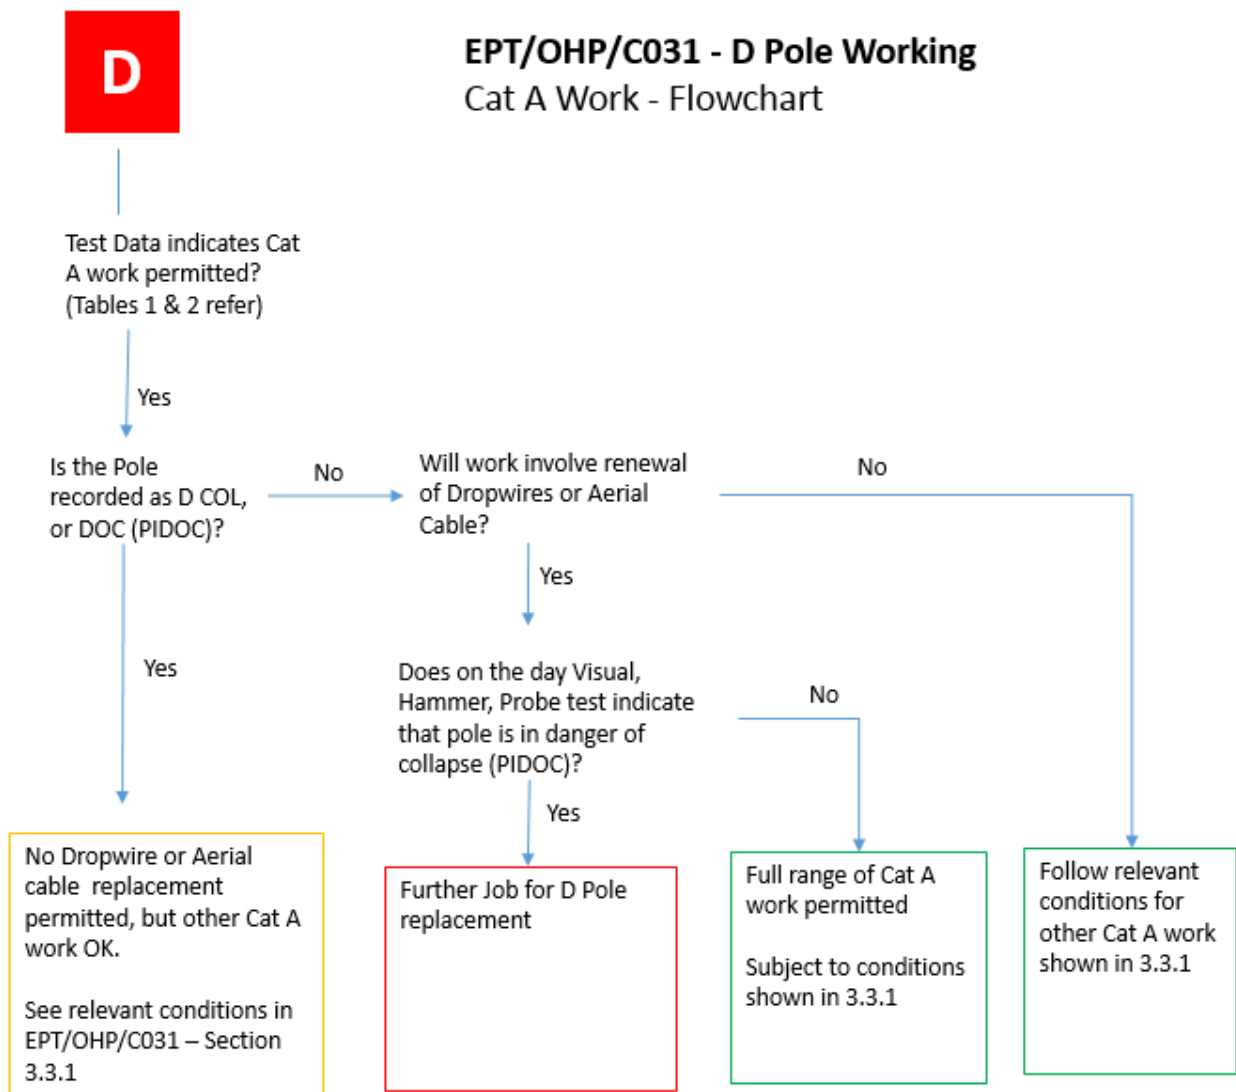 D
EPT/OHP/C031 - D Pole Working
Cat A Work - Flowchart
Test Data indicates Cat
A work permitted?
(Tables 1 & 2 refer)
Yes
Is the Pole
recorded as D COL,
or DOC (PIDOC)?
No
Will work involve renewal
of Dropwires or Aerial
Cable?
No
Yes
Yes
Does on the day Visual,
Hammer, Probe test indicate
that pole is in danger of
collapse (PIDOC)?
No
Yes
No Dropwire or Aerial
cable  replacement
permitted, but other Cat A
work OK.
See relevant conditions in
EPT/OHP/C031 – Section
3.3.1
Further Job for D Pole
replacement
Full range of Cat A
work permitted
Subject to conditions
shown in 3.3.1
Follow relevant
conditions for
other Cat A work
shown in 3.3.1